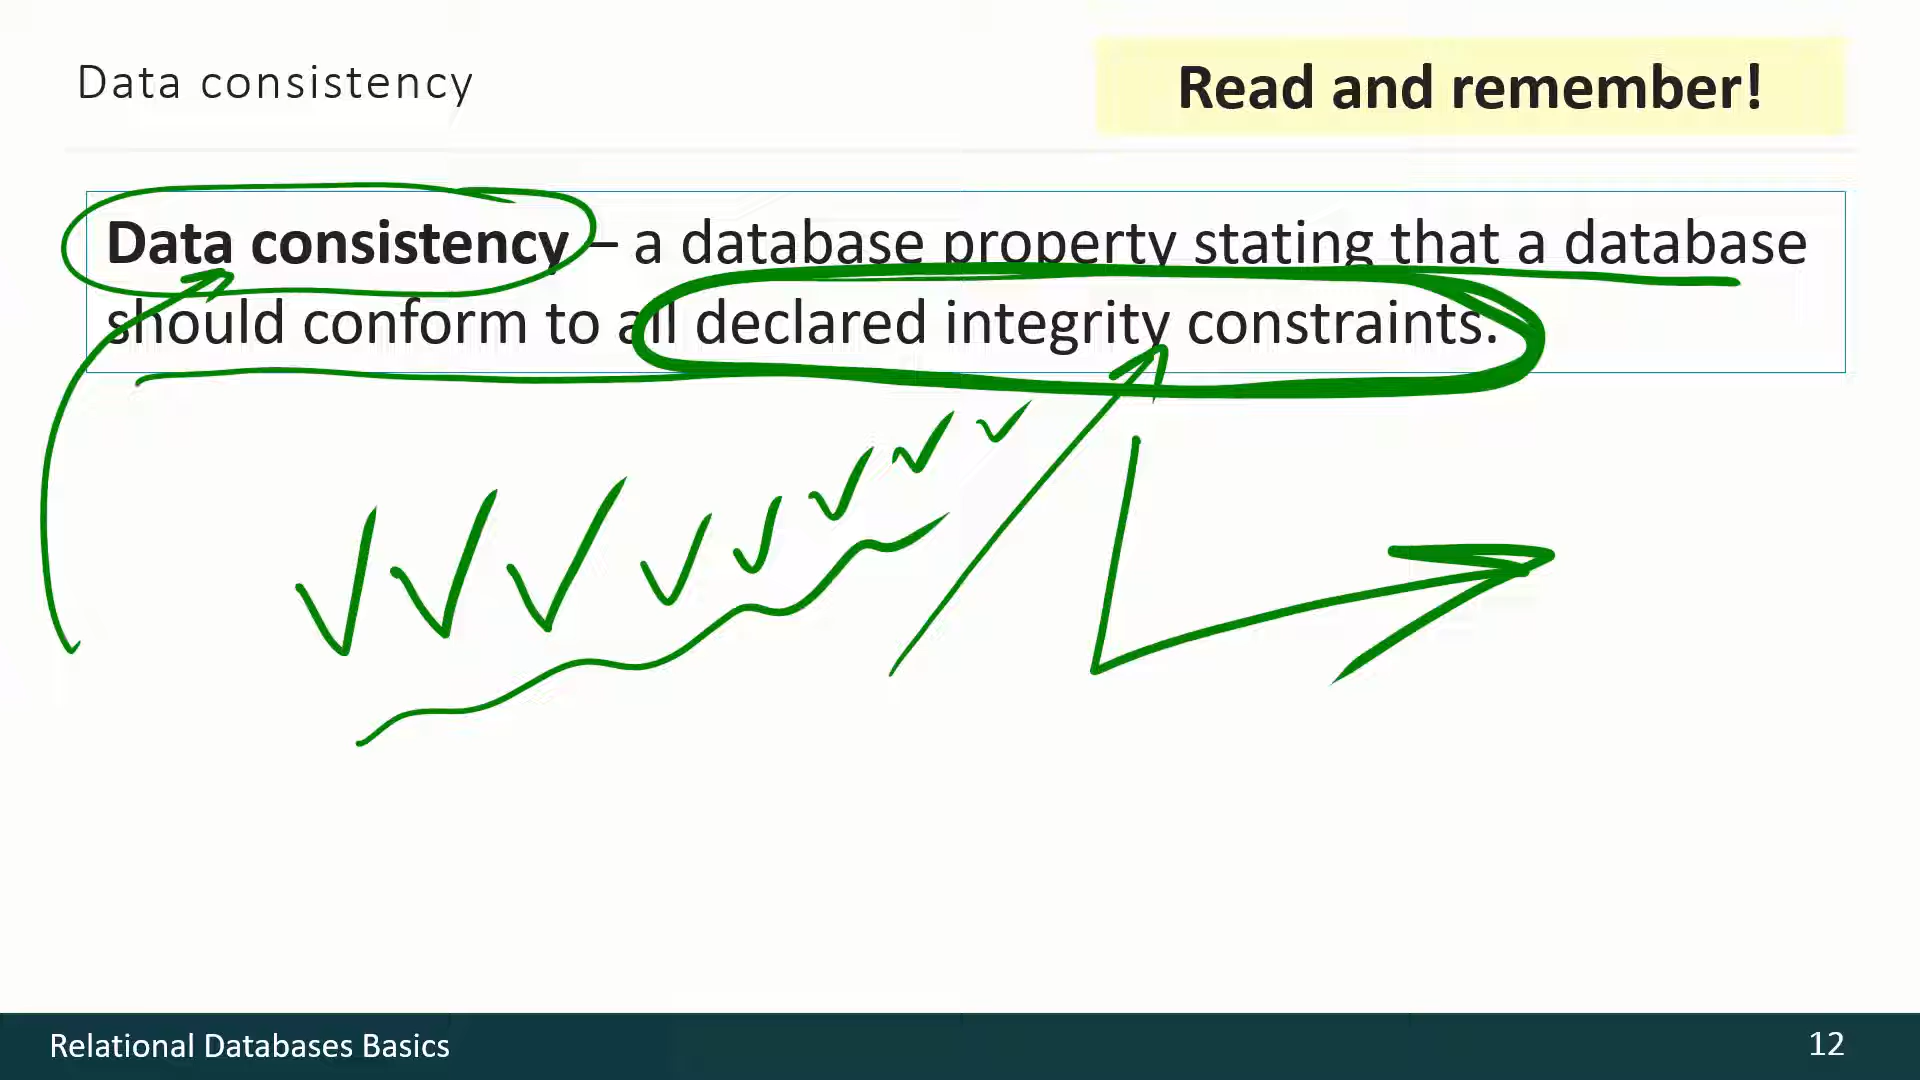 Data consistency
Read and remember!
Data consistency – a database property stating that a database
should conform to all declared integrity constraints.
Relational Databases Basics
12